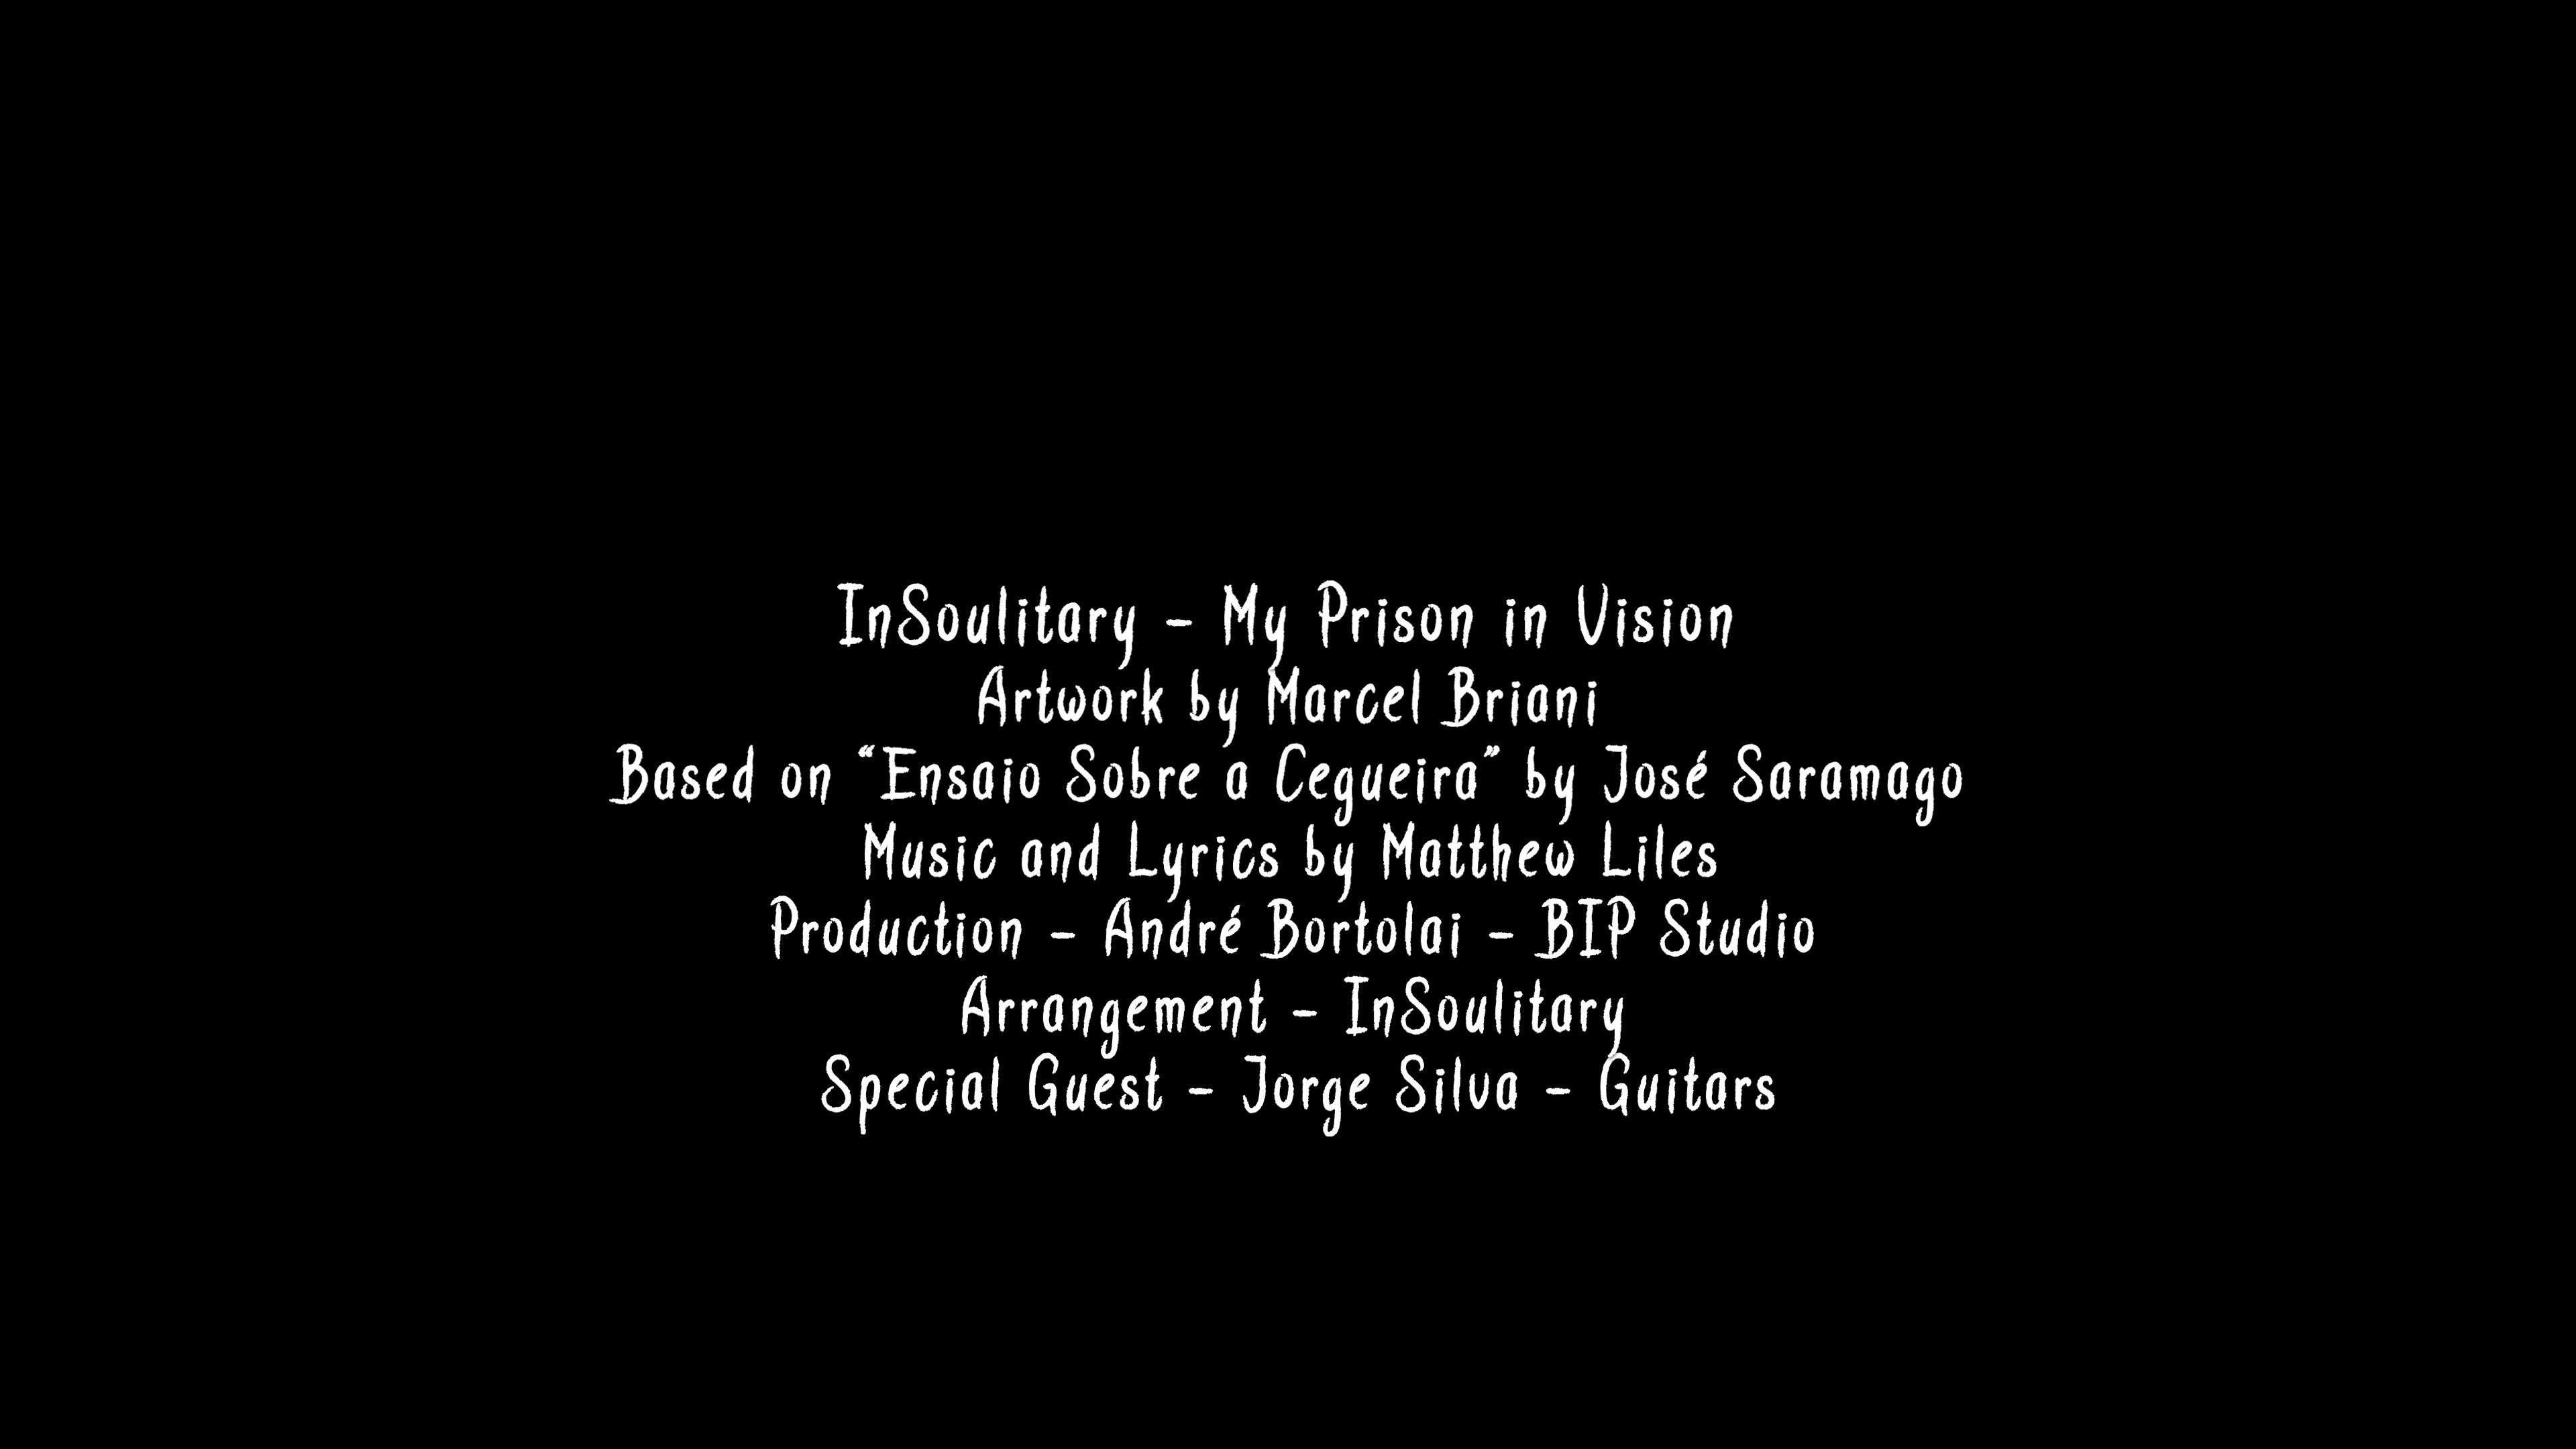 InSoulitary - My Prison in Vision
Artwork by Marcel Briani
Based on “Ensaio Sobre a Cegueira” by José Saramago
Music and Lyrics by Matthew Liles
Production - André Bortolai - BIP Studio
Arrangement - InSoulitary
Special Guest - Jorge Silva - Guitars